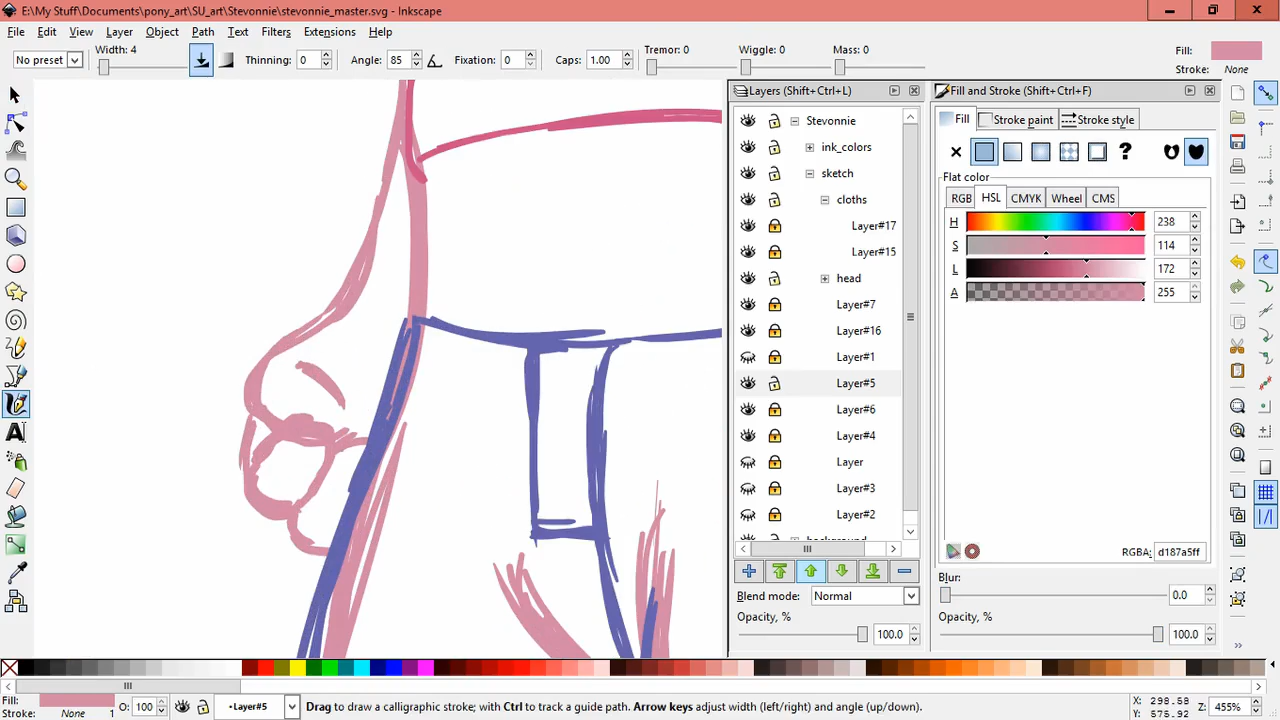 E:\My Stuff\Documents\pony_art\SU_art\Stevonnie\stevonnie_master.svg - Inkscape
File Edit View Layer Object Path Text Filters Extensions Help
No preset Width: 4 Thinning: 0 Angle: 85 Fixation: 0 Caps: 1.00 Tremor: 0 Wiggle: 0 Mass: 0 Fill:
Stroke: None
Layers (Shift+Ctrl+L)
Stevonnie
ink_colors
sketch
cloths
Layer#17
Layer#15
head
Layer#7
Layer#16
Layer#1
Layer#5
Layer#6
Layer#4
Layer
Layer#3
Layer#2
Blend mode: Normal
Opacity, % 100.0
Fill and Stroke (Shift+Ctrl+F)
Fill Stroke paint Stroke style
Flat color
RGB HSL CMYK Wheel CMS
H 238
S 114
L 172
A 255
RGBA: d187a5ff
Blur:
0.0
Opacity, %
100.0
Fill:
Stroke: None 1 O: 100 •Layer#5 Drag to draw a calligraphic stroke; with Ctrl to track a guide path. Arrow keys adjust width (left/right) and angle (up/down). X: 298.58
Y: 575.92 Z: 455%